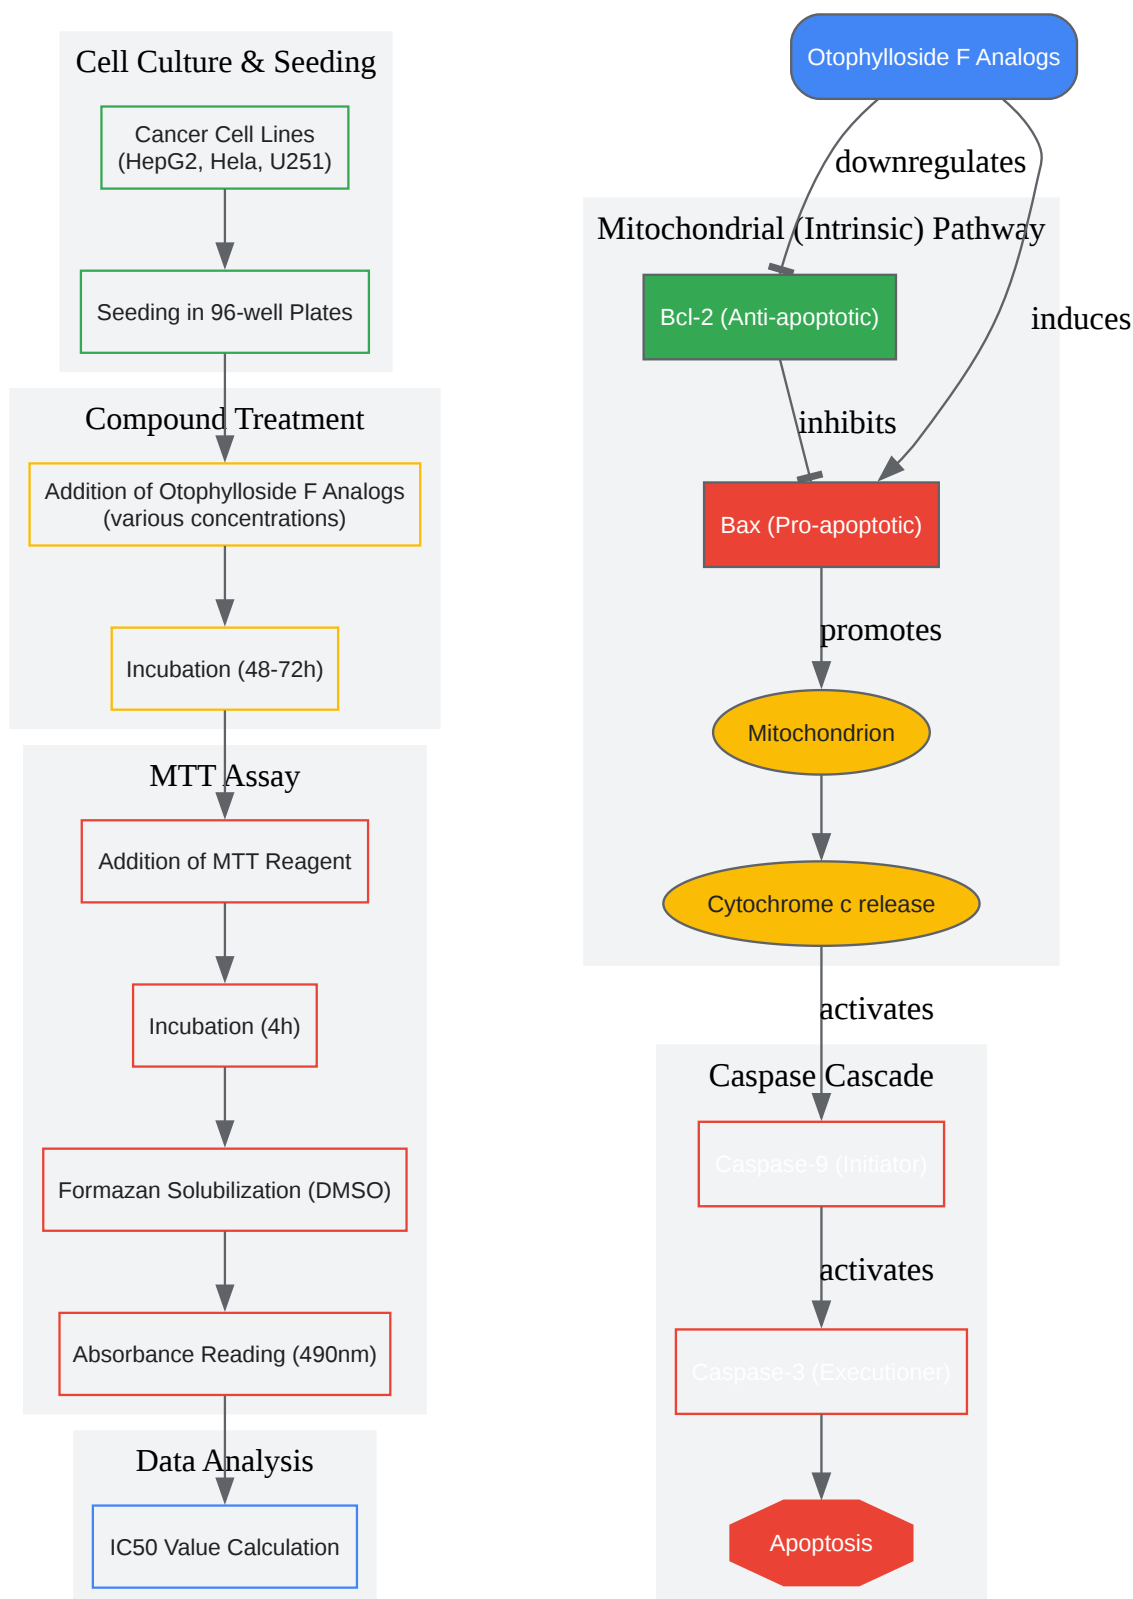 Cell Culture & Seeding
Cancer Cell Lines
(HepG2, Hela, U251)
Seeding in 96-well Plates
Compound Treatment
Addition of Otophylloside F Analogs
(various concentrations)
Incubation (48-72h)
MTT Assay
Addition of MTT Reagent
Incubation (4h)
Formazan Solubilization (DMSO)
Absorbance Reading (490nm)
Data Analysis
IC50 Value Calculation
Otophylloside F Analogs
downregulates
Mitochondrial (Intrinsic) Pathway
Bcl-2 (Anti-apoptotic)
induces
inhibits
Bax (Pro-apoptotic)
promotes
Mitochondrion
Cytochrome c release
activates
Caspase Cascade
Caspase-9 (Initiator)
activates
Caspase-3 (Executioner)
Apoptosis